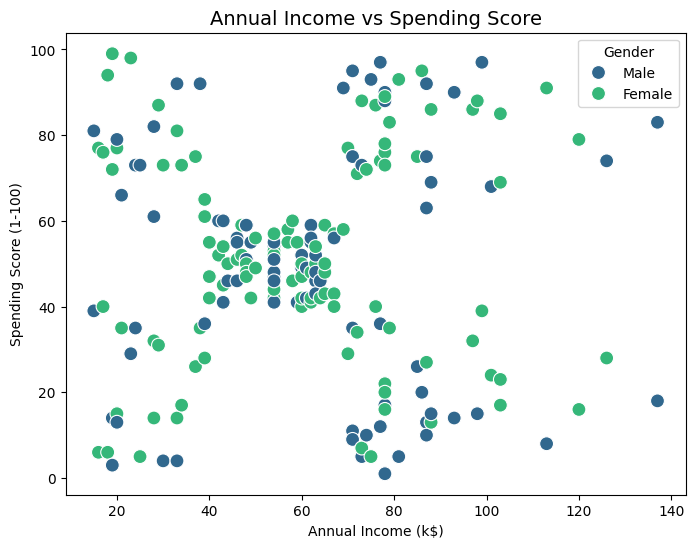 Annual Income vs Spending Score
Gender
Male
Female
Spending Score (1-100)
100
80
60
40
20
0
20 40 60 80 100 120 140
Annual Income (k$)